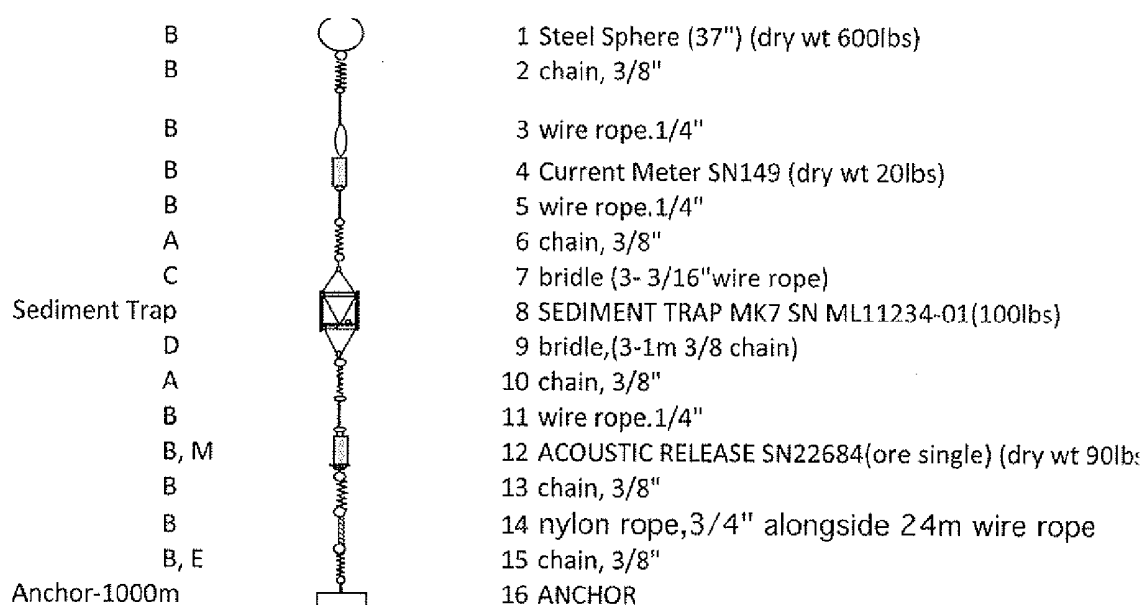 B 1 Steel Sphere (37") (dry wt 600lbs)
B 2 chain, 3/8"
B 3 wire rope.1/4"
B 4 Current Meter SN149 (dry wt 20lbs)
B 5 wire rope.1/4"
A 6 chain, 3/8"
C 7 bridle (3- 3/16"wire rope)
Sediment Trap 8 SEDIMENT TRAP MK7 SN ML11234-01(100lbs)
D 9 bridle,(3-1m 3/8 chain)
A 10 chain, 3/8"
B 11 wire rope.1/4"
B, M 12 ACOUSTIC RELEASE SN22684(ore single) (dry wt 90lbs
B 13 chain, 3/8"
B 14 nylon rope,3/4" alongside 24m wire rope
B, E 15 chain, 3/8"
Anchor-1000m 16 ANCHOR